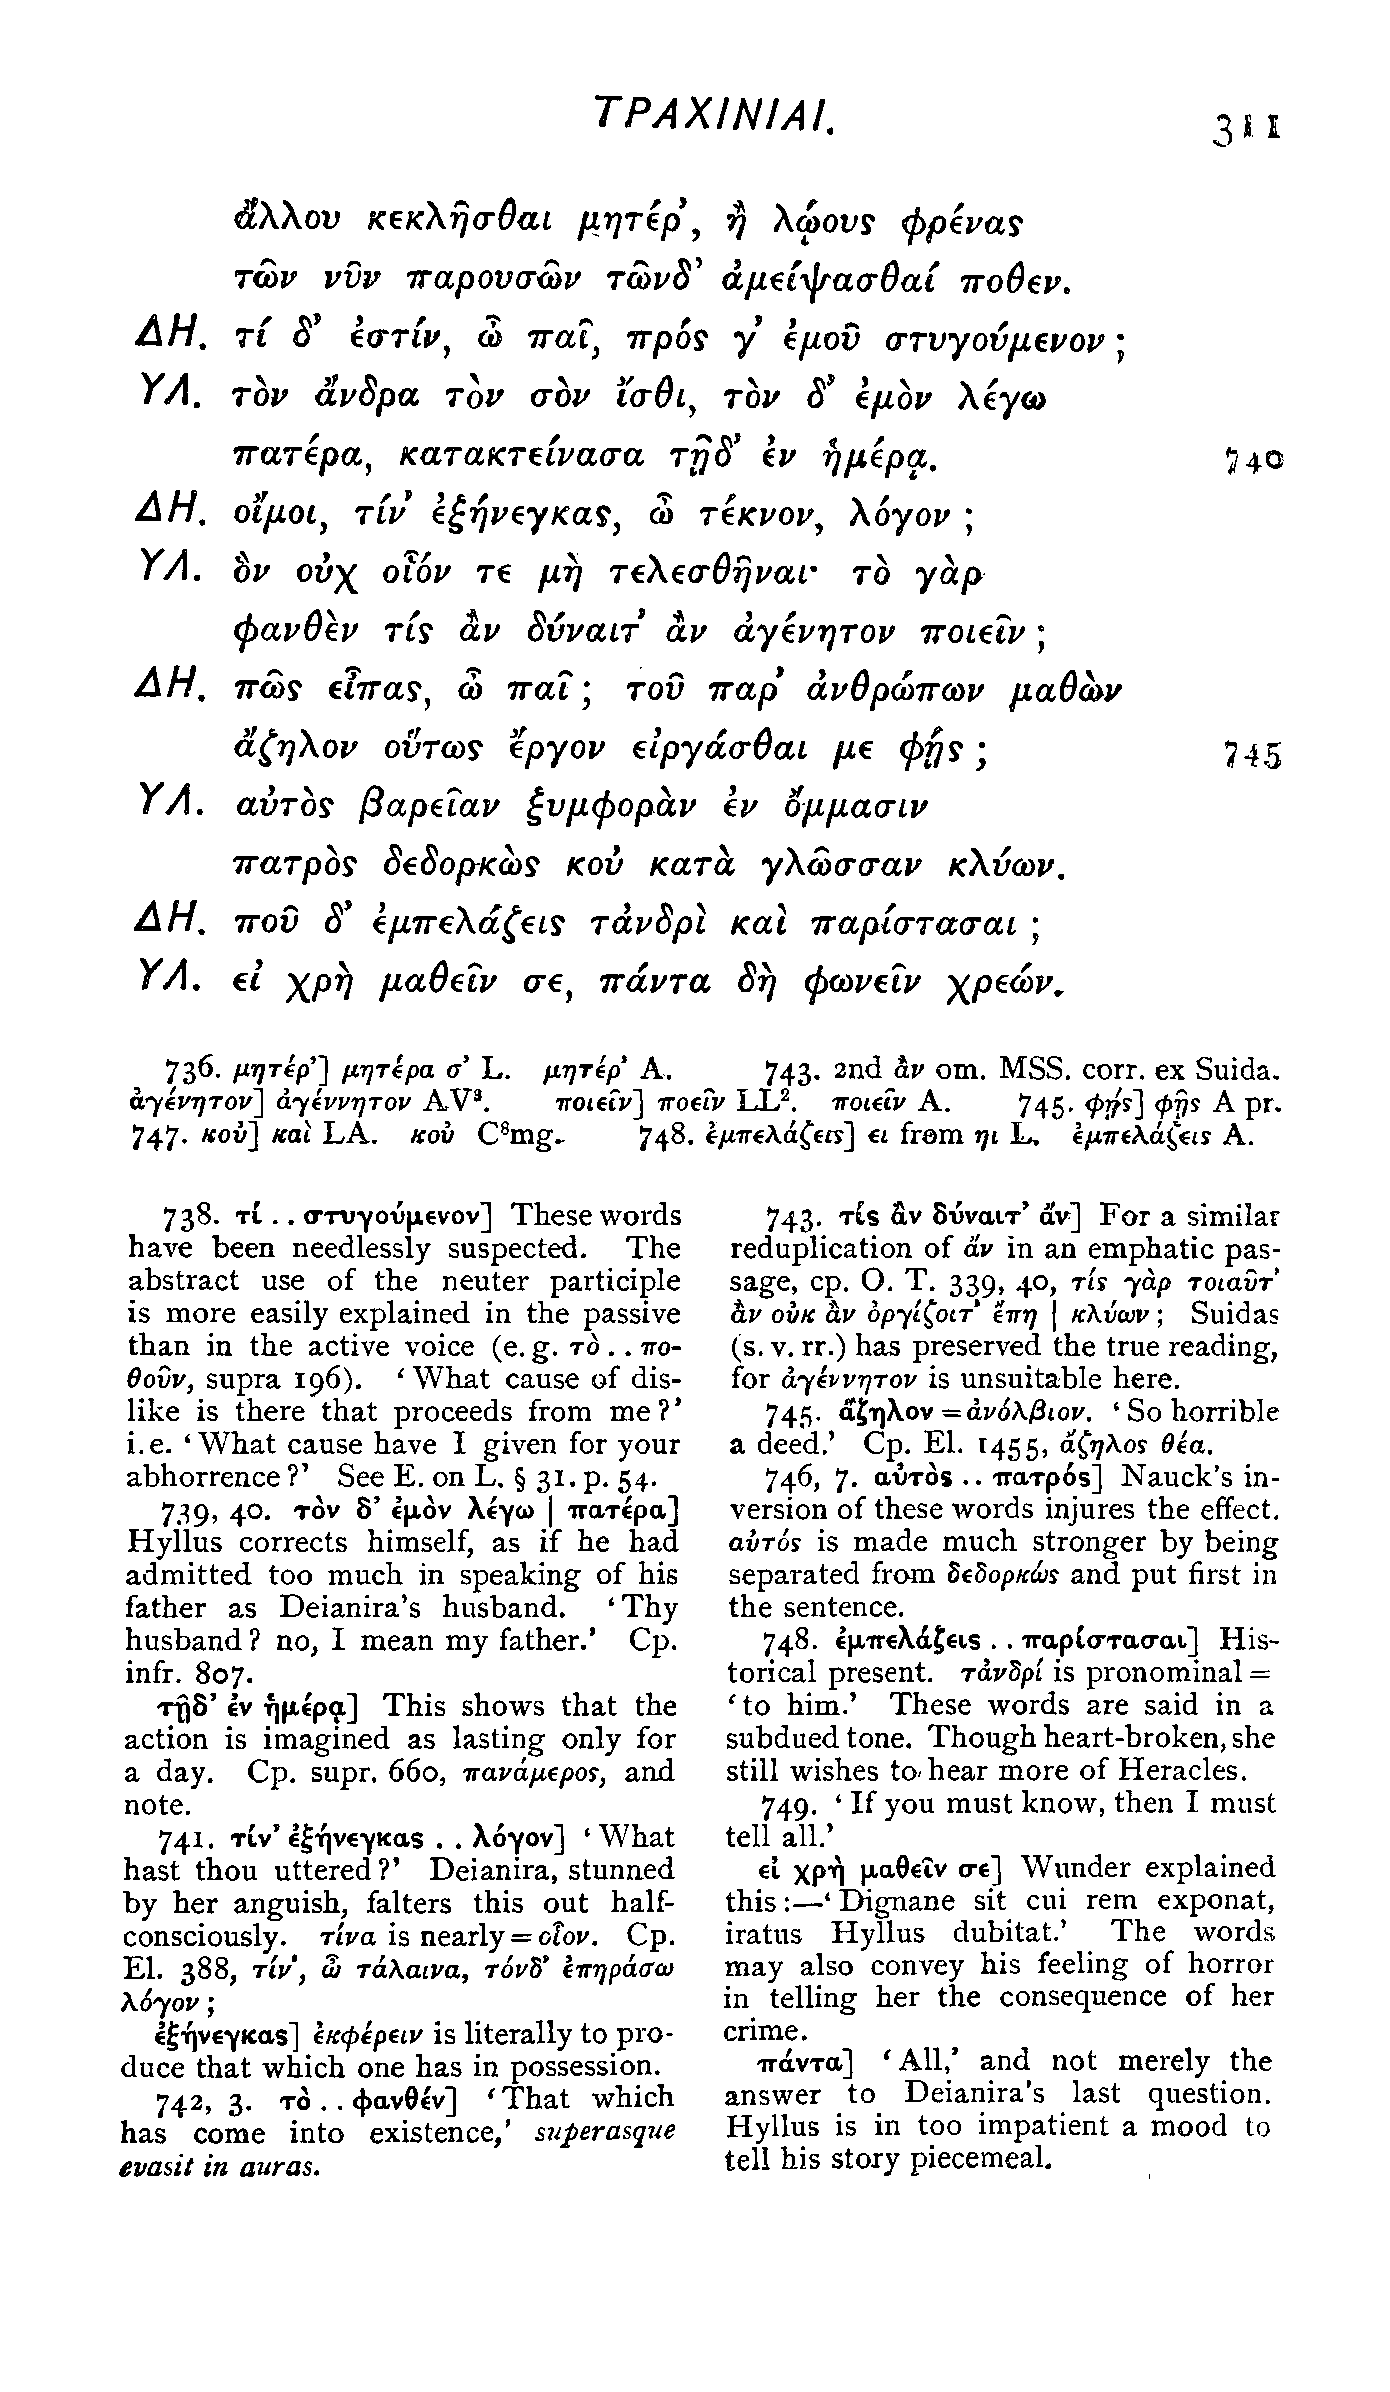 ΤΡΑΧΙΝΙΑΙ.
311
ἄλλου κεκλῆσθαι μητέρ’, ἢ λῴους φρένας
τῶν νῦν παρουσῶν τῶνδ’ ἀμείψασθαί ποθεν.
ΔΗ. τί δ’ ἐστίν, ὦ παῖ, πρός γ’ ἐμοῦ στυγούμενον ;
ΥΛ. τὸν ἄνδρα τὸν σὸν ἴσθι, τὸν δ’ ἐμὸν λέγω
πατέρα, κατακτείνασα τῇδ’ ἐν ἡμέρᾳ. 740
ΔΗ. οἴμοι, τίν’ ἐξήνεγκας, ὦ τέκνον, λόγον ;
ΥΛ. ὃν οὐχ οἷόν τε μὴ τελεσθῆναι· τὸ γὰρ
φανθὲν τίς ἂν δύναιτ’ ἂν ἀγένητον ποιεῖν ;
ΔΗ. πῶς εἶπας, ὦ παῖ ; τοῦ παρ’ ἀνθρώπων μαθὼν
ἄζηλον οὕτως ἔργον εἰργάσθαι με φῄς ; 745
ΥΛ. αὐτὸς βαρεῖαν ξυμφορὰν ἐν ὄμμασιν
πατρὸς δεδορκὼς κοὐ κατὰ γλῶσσαν κλύων.
ΔΗ. ποῦ δ’ ἐμπελάζεις τἀνδρὶ καὶ παρίστασαι ;
ΥΛ. εἰ χρὴ μαθεῖν σε, πάντα δὴ φωνεῖν χρεών.
736. μητέρ’] μητέρα σ’ L. μητέρ’ A. 743. 2nd ἂν om. MSS. corr. ex Suida.
ἀγένητον] ἀγέννητον AV³. ποιεῖν] ποεῖν LL². ποιεῖν A. 745. φῄς] φῇς A pr.
747. κοὐ] καὶ LA. κοὐ C⁸mg. 748. ἐμπελάζεις] ει from ηι L. ἐμπελάζεις A.
738. τί . . στυγούμενον] These words
have been needlessly suspected. The
abstract use of the neuter participle
is more easily explained in the passive
than in the active voice (e. g. τὸ . . πο-
θοῦν, supra 196). ‘What cause of dis-
like is there that proceeds from me?’
i. e. ‘What cause have I given for your
abhorrence?’ See E. on L. § 31. p. 54.
739, 40. τὸν δ’ ἐμὸν λέγω | πατέρα]
Hyllus corrects himself, as if he had
admitted too much in speaking of his
father as Deianira’s husband. ‘Thy
husband? no, I mean my father.’ Cp.
infr. 807.
τῇδ’ ἐν ἡμέρᾳ] This shows that the
action is imagined as lasting only for
a day. Cp. supr. 660, πανάμερος, and
note.
741. τίν’ ἐξήνεγκας . . λόγον] ‘What
hast thou uttered?’ Deianira, stunned
by her anguish, falters this out half-
consciously. τίνα is nearly = οἷον. Cp.
El. 388, τίν’, ὦ τάλαινα, τόνδ’ ἐπηράσω
λόγον ;
ἐξήνεγκας] ἐκφέρειν is literally to pro-
duce that which one has in possession.
742, 3. τὸ . . φανθέν] ‘That which
has come into existence,’ superasque
evasit in auras.
743. τίς ἂν δύναιτ’ ἄν] For a similar
reduplication of ἄν in an emphatic pas-
sage, cp. O. T. 339, 40, τίς γὰρ τοιαῦτ’
ἂν οὐκ ἂν ὀργίζοιτ’ ἔπη | κλύων ; Suidas
(s. v. rr.) has preserved the true reading,
for ἀγέννητον is unsuitable here.
745. ἄζηλον = ἀνόλβιον. ‘So horrible
a deed.’ Cp. El. 1455, ἄζηλος θέα.
746, 7. αὐτὸς . . πατρός] Nauck’s in-
version of these words injures the effect.
αὐτός is made much stronger by being
separated from δεδορκώς and put first in
the sentence.
748. ἐμπελάζεις . . παρίστασαι] His-
torical present. τἀνδρί is pronominal =
‘to him.’ These words are said in a
subdued tone. Though heart-broken, she
still wishes to hear more of Heracles.
749. ‘If you must know, then I must
tell all.’
εἰ χρὴ μαθεῖν σε] Wunder explained
this :—‘Dignane sit cui rem exponat,
iratus Hyllus dubitat.’ The words
may also convey his feeling of horror
in telling her the consequence of her
crime.
πάντα] ‘All,’ and not merely the
answer to Deianira’s last question.
Hyllus is in too impatient a mood to
tell his story piecemeal.